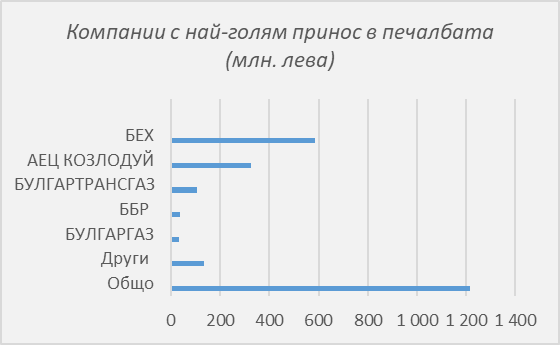 Компании с най-голям принос в печалбата
(млн. лева)
БЕХ
АЕЦ КОЗЛОДУЙ
БУЛГАРТРАНСГАЗ
ББР
БУЛГАРГАЗ
Други
Общо
0 200 400 600 800 1 000 1 200 1 400